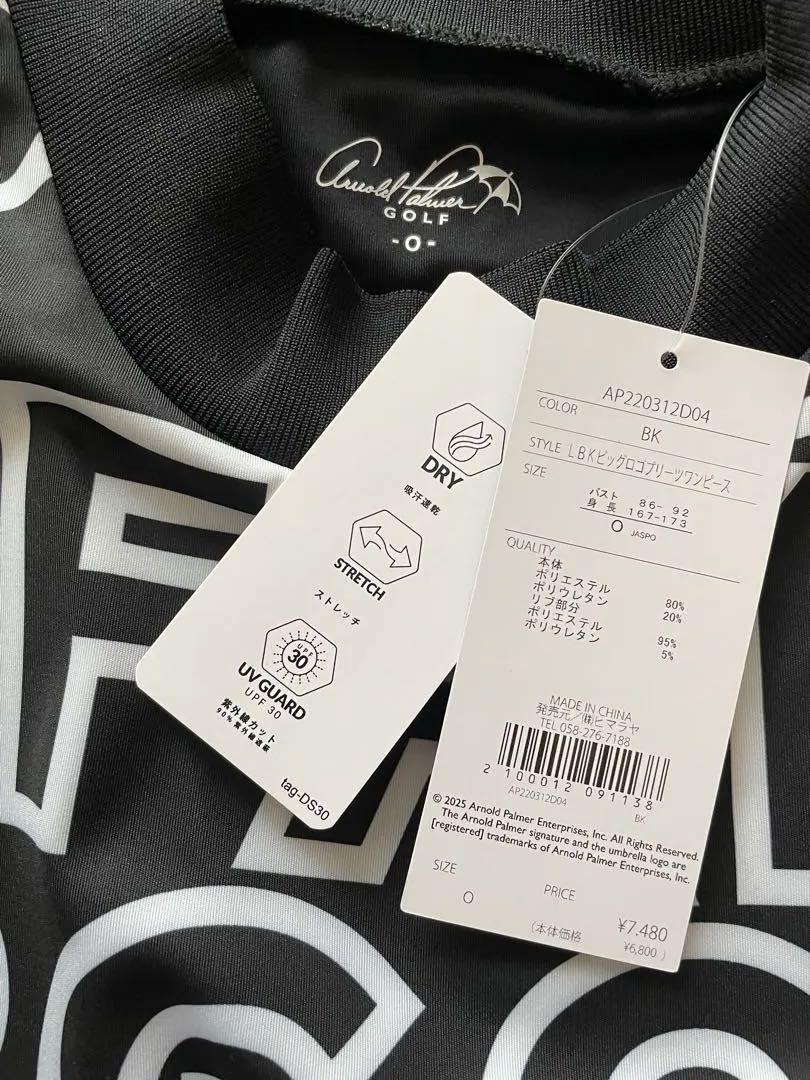 Arnold Palmer
GOLF
-O-
DRY
吸汗速乾
STRETCH
ストレッチ
UPF
30
UV GUARD
UPF 30
紫外線カット
90%紫外線遮蔽
tag-DS30
AP220312D04
COLOR
BK
STYLE LBKビッグロゴプリーツワンピース
SIZE
バスト 86-92
身長 167-173
O JASPO
QUALITY
本体
ポリエステル 80%
ポリウレタン 20%
リブ部分
ポリエステル 95%
ポリウレタン 5%
MADE IN CHINA
発売元/㈱ヒマラヤ
TEL 058-276-7188
2 100012 091138
AP220312D04 BK
© 2025 Arnold Palmer Enterprises, Inc. All Rights Reserved.
The Arnold Palmer signature and the umbrella logo are
[registered] trademarks of Arnold Palmer Enterprises, Inc.
SIZE PRICE
O ¥7,480
(本体価格 ¥6,800)